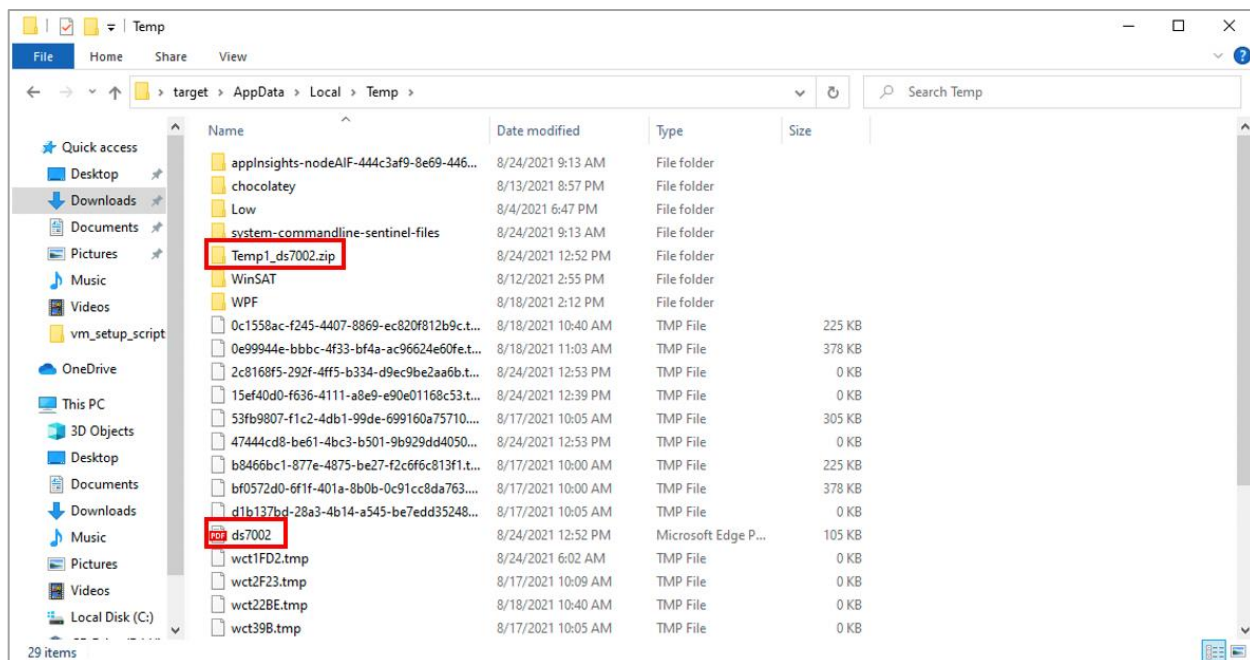 Temp
File Home Share View
target > AppData > Local > Temp >
Search Temp
Name Date modified Type Size
Quick access
Desktop
Downloads
Documents
Pictures
Music
Videos
vm_setup_script
OneDrive
This PC
3D Objects
Desktop
Documents
Downloads
Music
Pictures
Videos
Local Disk (C:)
appInsights-nodeAIF-444c3af9-8e69-446... 8/24/2021 9:13 AM File folder
chocolatey 8/13/2021 8:57 PM File folder
Low 8/4/2021 6:47 PM File folder
system-commandline-sentinel-files 8/24/2021 9:13 AM File folder
Temp1_ds7002.zip 8/24/2021 12:52 PM File folder
WinSAT 8/12/2021 2:55 PM File folder
WPF 8/18/2021 2:12 PM File folder
0c1558ac-f245-4407-8869-ec820f812b9c.t... 8/18/2021 10:40 AM TMP File 225 KB
0e99944e-bbbc-4f33-bf4a-ac96624e60fe.t... 8/18/2021 11:03 AM TMP File 378 KB
2c8168f5-292f-4ff5-b334-d9ec9be2aa6b.t... 8/24/2021 12:53 PM TMP File 0 KB
15ef40d0-f636-4111-a8e9-e90e01168c53.t... 8/24/2021 12:39 PM TMP File 0 KB
53fb9807-f1c2-4db1-99de-699160a75710.... 8/17/2021 10:05 AM TMP File 305 KB
47444cd8-be61-4bc3-b501-9b929dd4050... 8/24/2021 12:53 PM TMP File 0 KB
b8466bc1-877e-4875-be27-f2c6f6c813f1.t... 8/17/2021 10:00 AM TMP File 225 KB
bf0572d0-6f1f-401a-8b0b-0c91cc8da763.... 8/17/2021 10:00 AM TMP File 378 KB
d1b137bd-28a3-4b14-a545-be7edd35248... 8/17/2021 10:05 AM TMP File 0 KB
PDF ds7002 8/24/2021 12:52 PM Microsoft Edge P... 105 KB
wct1FD2.tmp 8/24/2021 6:02 AM TMP File 0 KB
wct2F23.tmp 8/17/2021 10:09 AM TMP File 0 KB
wct22BE.tmp 8/18/2021 10:40 AM TMP File 0 KB
wct39B.tmp 8/17/2021 10:05 AM TMP File 0 KB
29 items